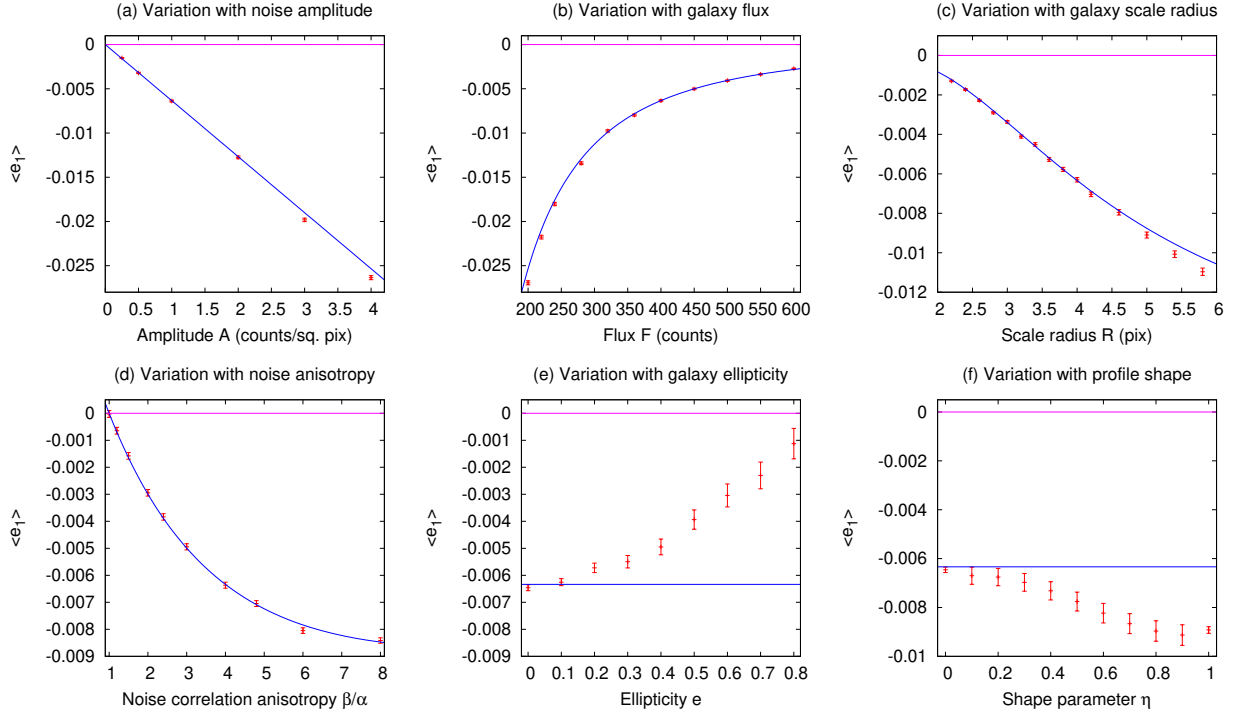 (a) Variation with noise amplitude
0
-0.005
-0.01
-0.015
-0.02
-0.025
<e1>
0 0.5 1 1.5 2 2.5 3 3.5 4
Amplitude A (counts/sq. pix)
(b) Variation with galaxy flux
0
-0.005
-0.01
-0.015
-0.02
-0.025
<e1>
200 250 300 350 400 450 500 550 600
Flux F (counts)
(c) Variation with galaxy scale radius
0
-0.002
-0.004
-0.006
-0.008
-0.01
-0.012
<e1>
2 2.5 3 3.5 4 4.5 5 5.5 6
Scale radius R (pix)
(d) Variation with noise anisotropy
0
-0.001
-0.002
-0.003
-0.004
-0.005
-0.006
-0.007
-0.008
-0.009
<e1>
1 2 3 4 5 6 7 8
Noise correlation anisotropy β/α
(e) Variation with galaxy ellipticity
0
-0.001
-0.002
-0.003
-0.004
-0.005
-0.006
-0.007
-0.008
-0.009
<e1>
0 0.1 0.2 0.3 0.4 0.5 0.6 0.7 0.8
Ellipticity e
(f) Variation with profile shape
0
-0.002
-0.004
-0.006
-0.008
-0.01
<e1>
0 0.2 0.4 0.6 0.8 1
Shape parameter η